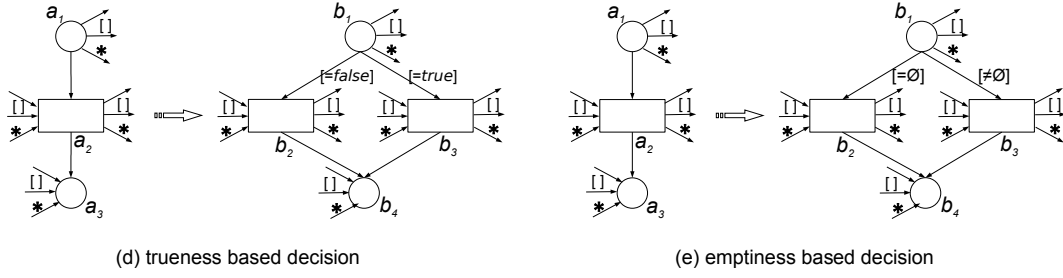 a1 b1 a1 b1
[ ] [ ] [ ] [ ]
* * * *
[=false] [=true] [=Ø] [≠Ø]
[ ] [ ] [ ] [ ] [ ] [ ] [ ] [ ] [ ] [ ] [ ] [ ]
* * * * * * * * * * * *
a2 b2 b3 a2 b2 b3
[ ] [ ] [ ] [ ]
* * * *
a3 b4 a3 b4
(d) trueness based decision (e) emptiness based decision